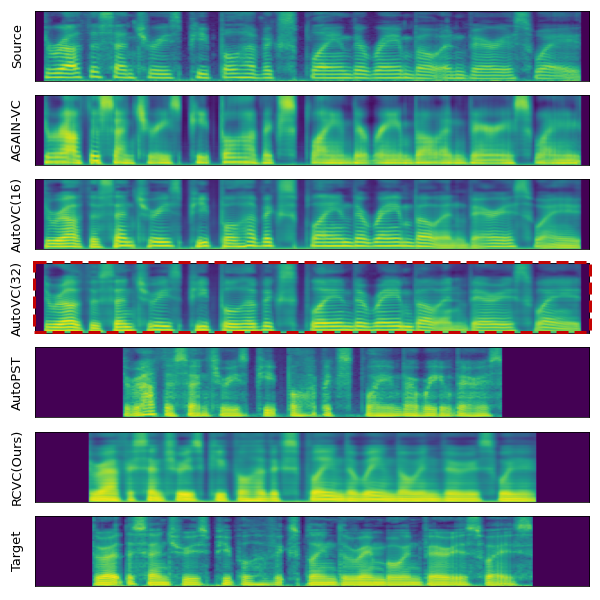 Source
AGAIN-VC
AutoVC(16)
AutoVC(32)
AutoPST
RCVC(Ours)
Target